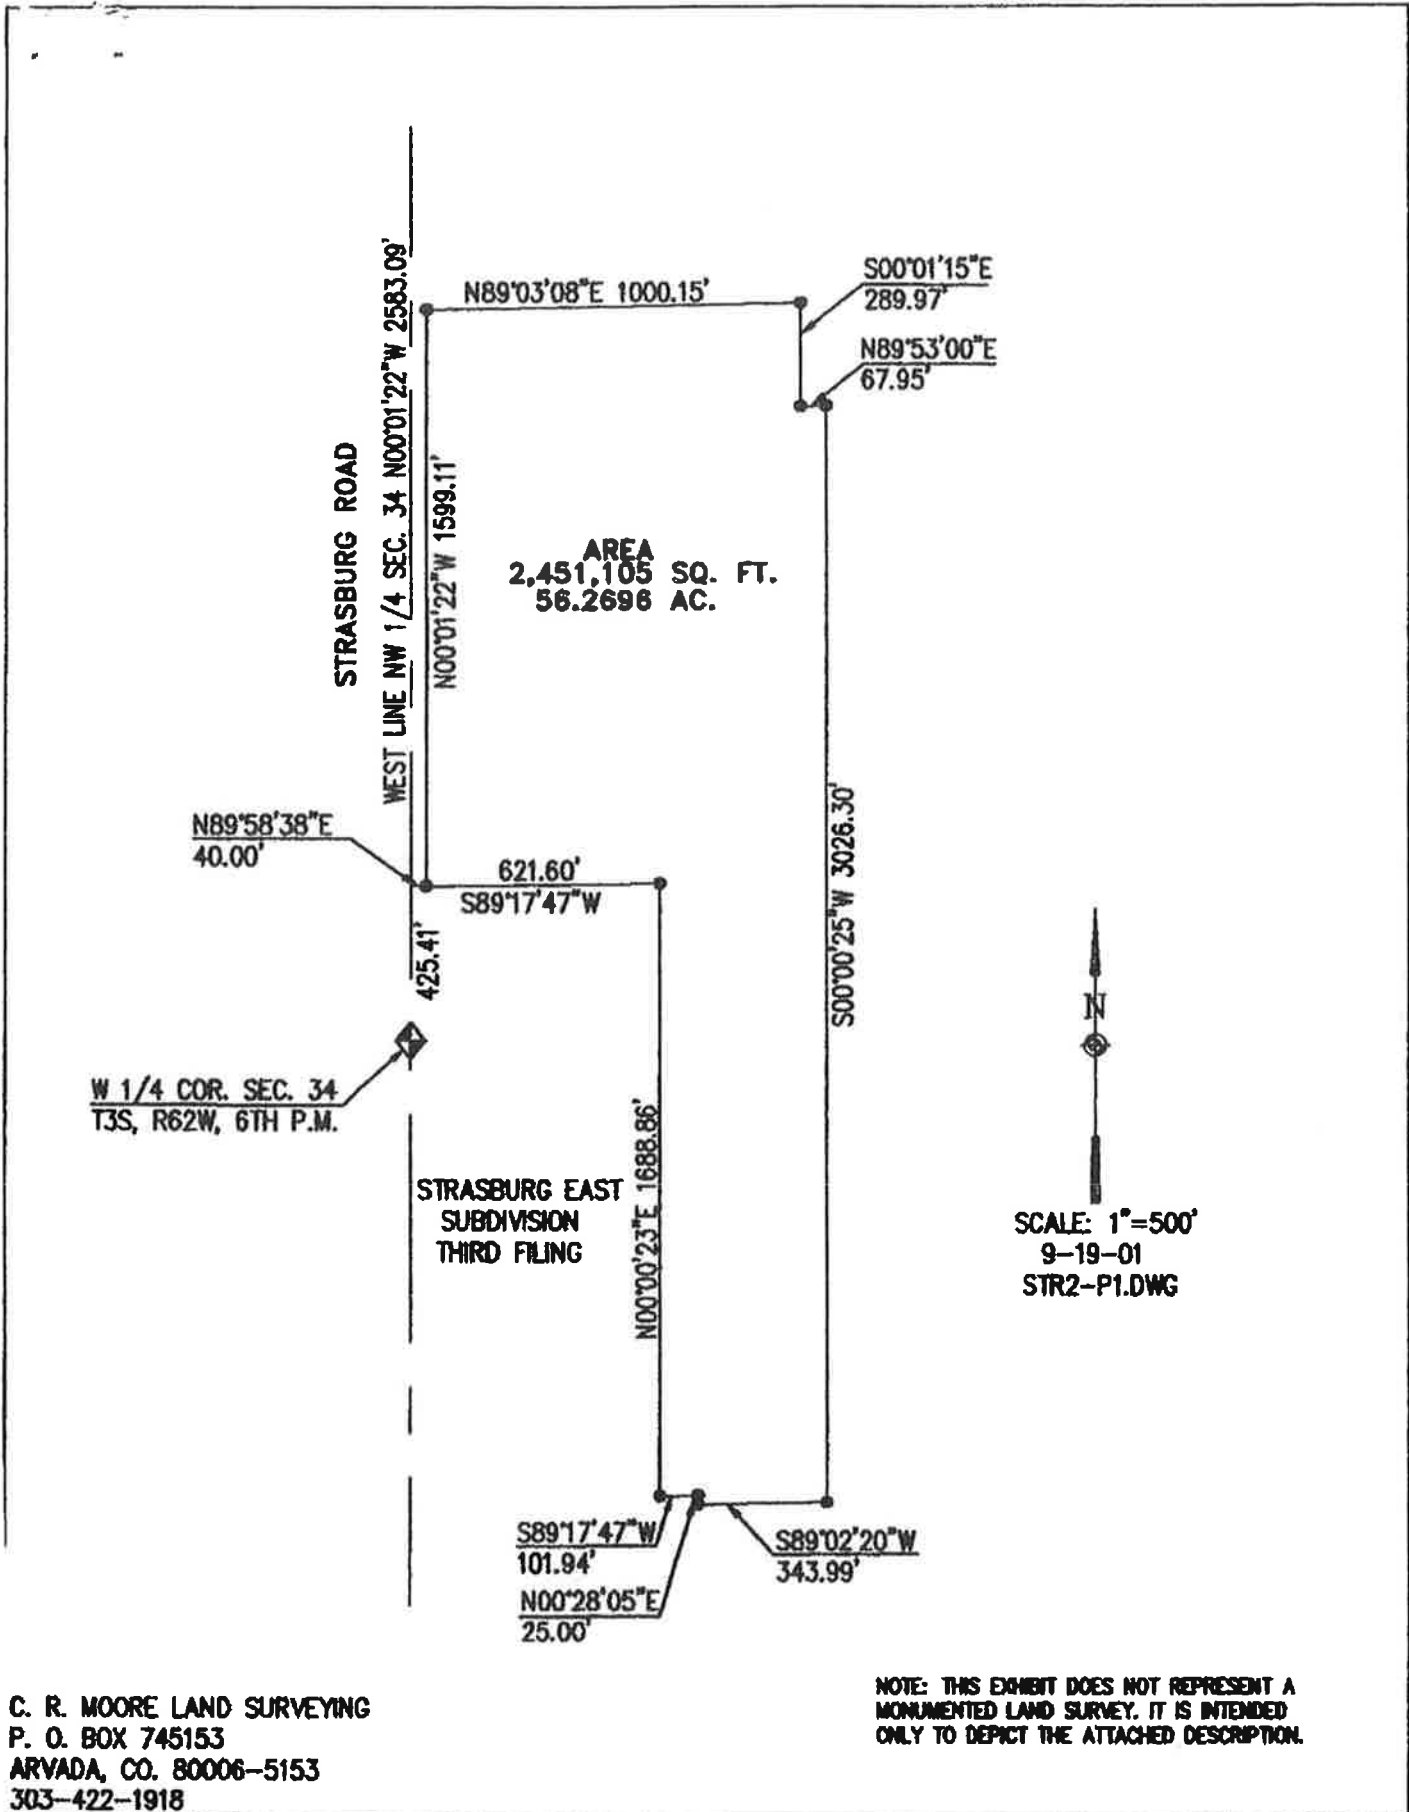 N89°03'08"E 1000.15'
S00°01'15"E
289.97'
N89°53'00"E
67.95'
STRASBURG ROAD
WEST LINE NW 1/4 SEC. 34 N00°01'22"W 2583.09'
N00°01'22"W 1599.11'
AREA
2,451,105 SQ. FT.
56.2696 AC.
N89°58'38"E
40.00'
621.60'
S89°17'47"W
425.41'
S00°00'25"W 3026.30'
N
W 1/4 COR. SEC. 34
T3S, R62W, 6TH P.M.
N00°00'23"E 1688.86'
STRASBURG EAST
SUBDIVISION
THIRD FILING
SCALE: 1"=500'
9-19-01
STR2-P1.DWG
S89°17'47"W
101.94'
N00°28'05"E
25.00'
S89°02'20"W
343.99'
C. R. MOORE LAND SURVEYING
P. O. BOX 745153
ARVADA, CO. 80006-5153
303-422-1918
NOTE: THIS EXHIBIT DOES NOT REPRESENT A
MONUMENTED LAND SURVEY. IT IS INTENDED
ONLY TO DEPICT THE ATTACHED DESCRIPTION.